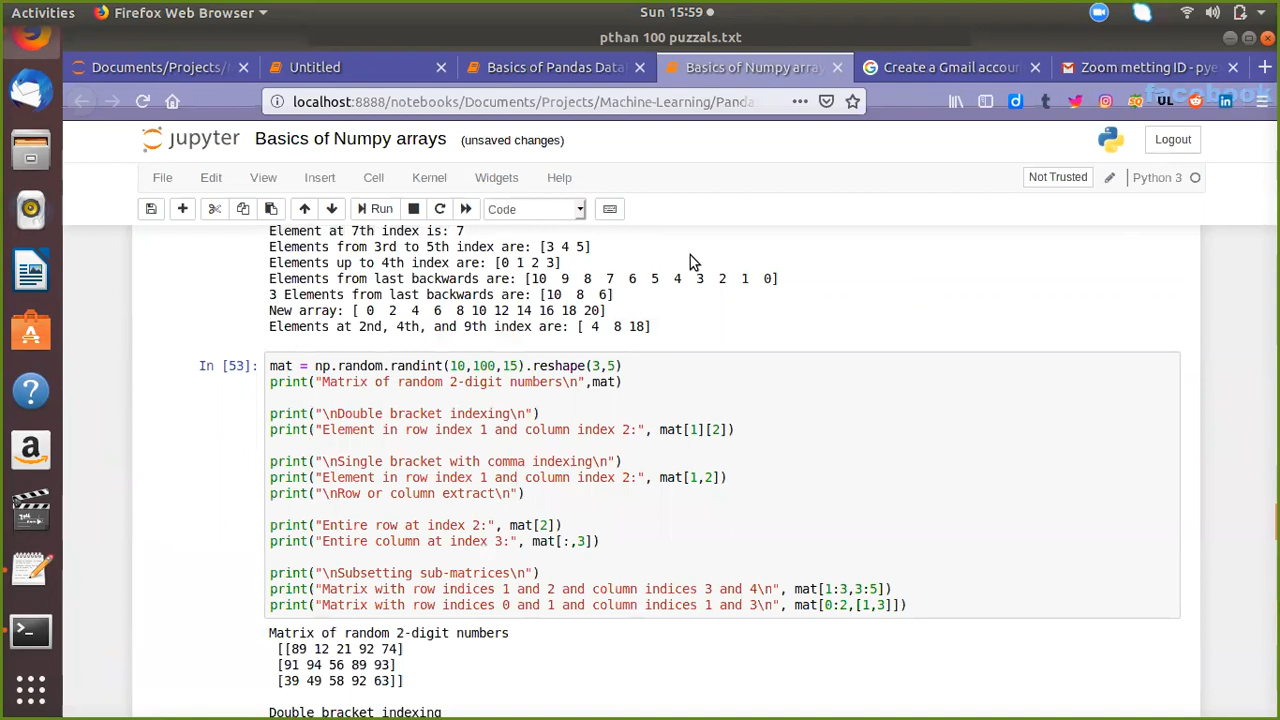 Activities Firefox Web Browser Sun 15:59
pthan 100 puzzals.txt
Documents/Projects/ Untitled Basics of Pandas Data Basics of Numpy array Create a Gmail accou Zoom metting ID - pye
localhost:8888/notebooks/Documents/Projects/Machine-Learning/Panda
facebook
jupyter Basics of Numpy arrays (unsaved changes) Logout
File Edit View Insert Cell Kernel Widgets Help Not Trusted Python 3
Run Code
Element at 7th index is: 7
Elements from 3rd to 5th index are: [3 4 5]
Elements up to 4th index are: [0 1 2 3]
Elements from last backwards are: [10 9 8 7 6 5 4 3 2 1 0]
3 Elements from last backwards are: [10 8 6]
New array: [ 0 2 4 6 8 10 12 14 16 18 20]
Elements at 2nd, 4th, and 9th index are: [ 4 8 18]
In [53]: mat = np.random.randint(10,100,15).reshape(3,5)
print("Matrix of random 2-digit numbers\n",mat)
print("\nDouble bracket indexing\n")
print("Element in row index 1 and column index 2:", mat[1][2])
print("\nSingle bracket with comma indexing\n")
print("Element in row index 1 and column index 2:", mat[1,2])
print("\nRow or column extract\n")
print("Entire row at index 2:", mat[2])
print("Entire column at index 3:", mat[:,3])
print("\nSubsetting sub-matrices\n")
print("Matrix with row indices 1 and 2 and column indices 3 and 4\n", mat[1:3,3:5])
print("Matrix with row indices 0 and 1 and column indices 1 and 3\n", mat[0:2,[1,3]])
Matrix of random 2-digit numbers
[[89 12 21 92 74]
[91 94 56 89 93]
[39 49 58 92 63]]
Double bracket indexing